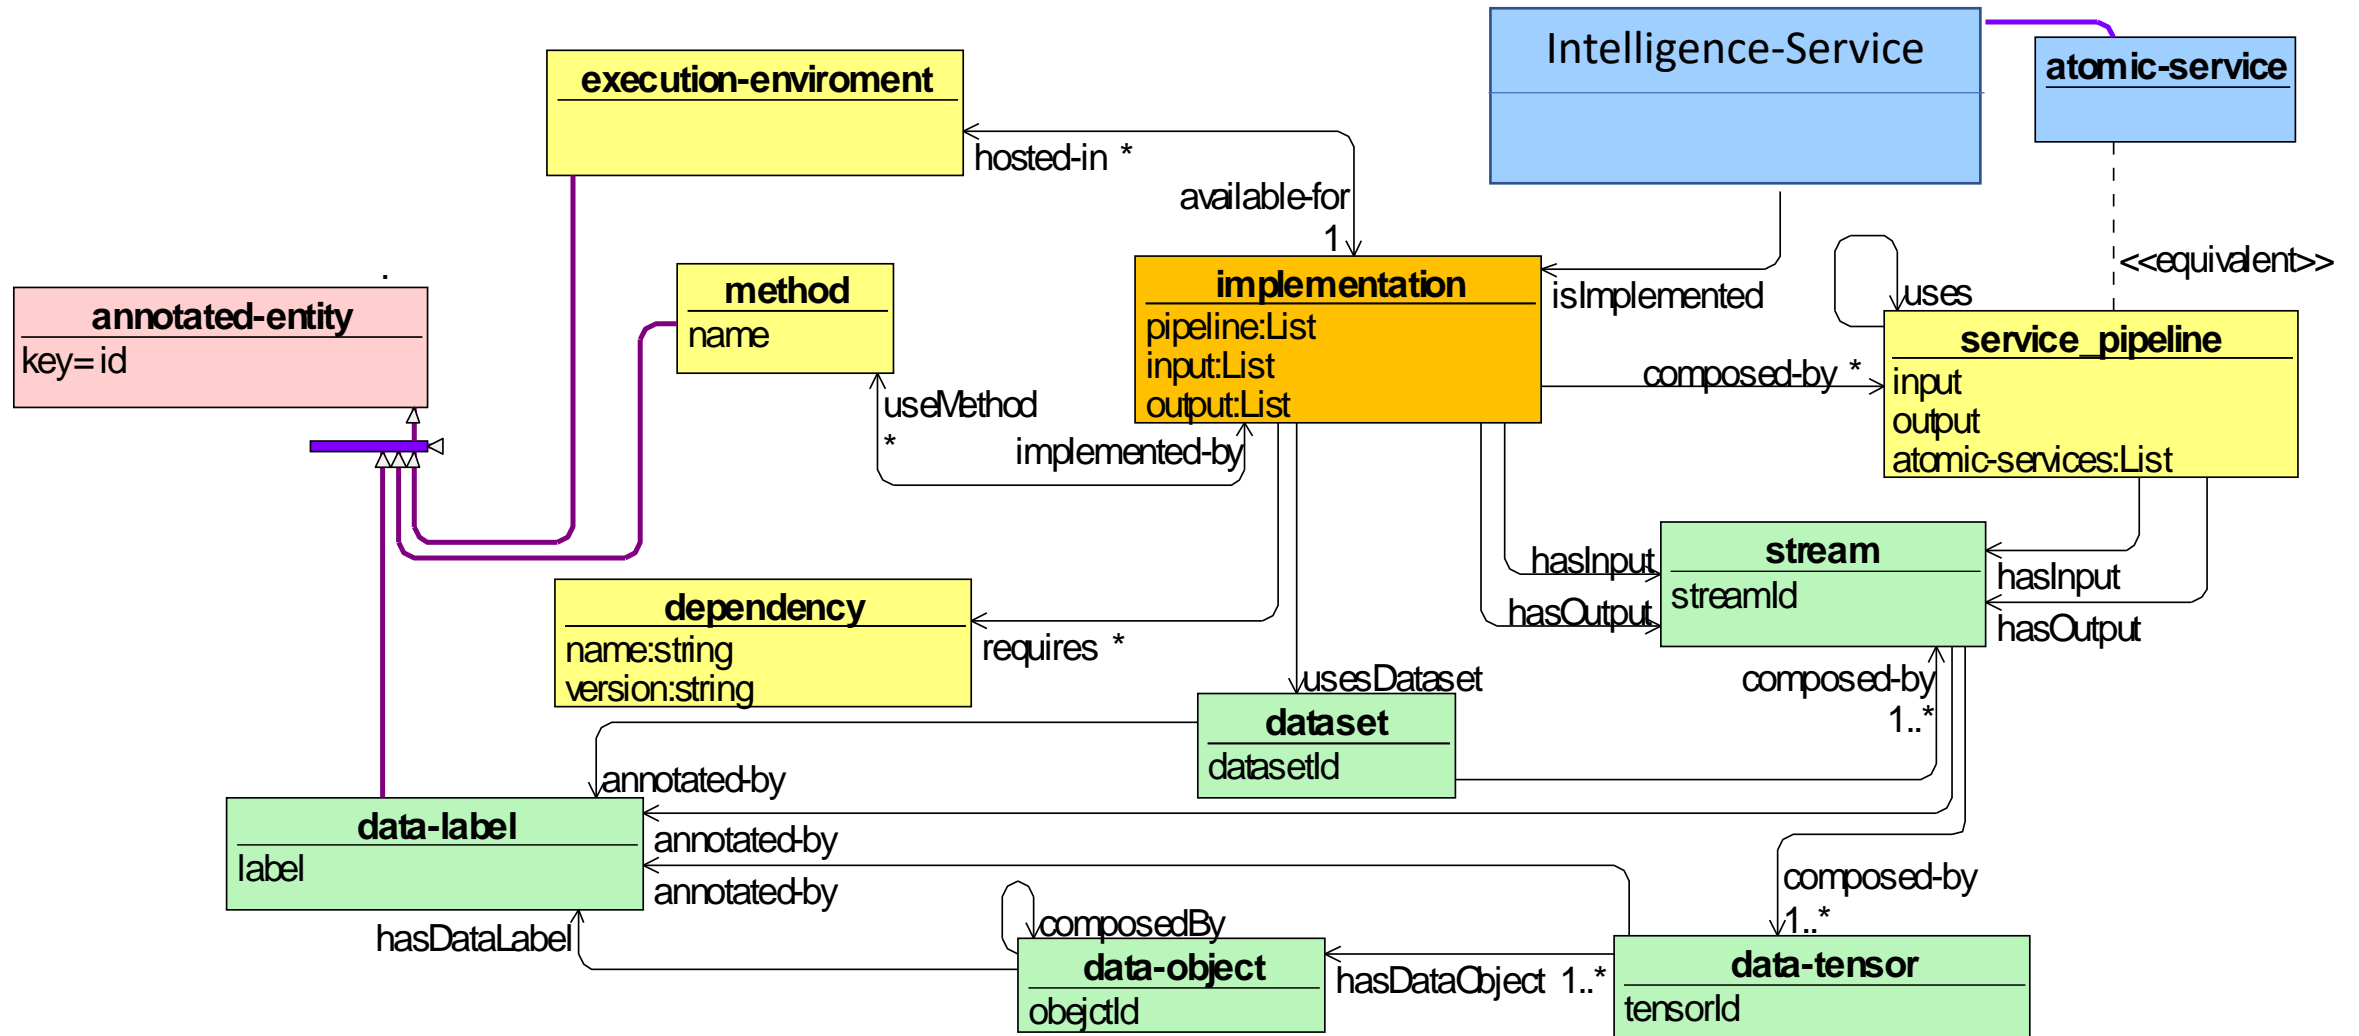 Intelligence-Service
atomic-service
execution-enviroment
hosted-in *
available-for
1
<<equivalent>>
.
annotated-entity
key=id
method
name
implementation
pipeline:List
input:List
output:List
isImplemented
uses
service_pipeline
input
output
atomic-services:List
composed-by *
useMethod
*
implemented-by
stream
streamId
hasInput
hasOutput
hasInput
hasOutput
dependency
name:string
version:string
requires *
usesDataset
composed-by
1..*
dataset
datasetId
annotated-by
data-label
label
annotated-by
annotated-by
composed-by
1..*
hasDataLabel
composedBy
data-object
obejctId
hasDataObject 1..*
data-tensor
tensorId